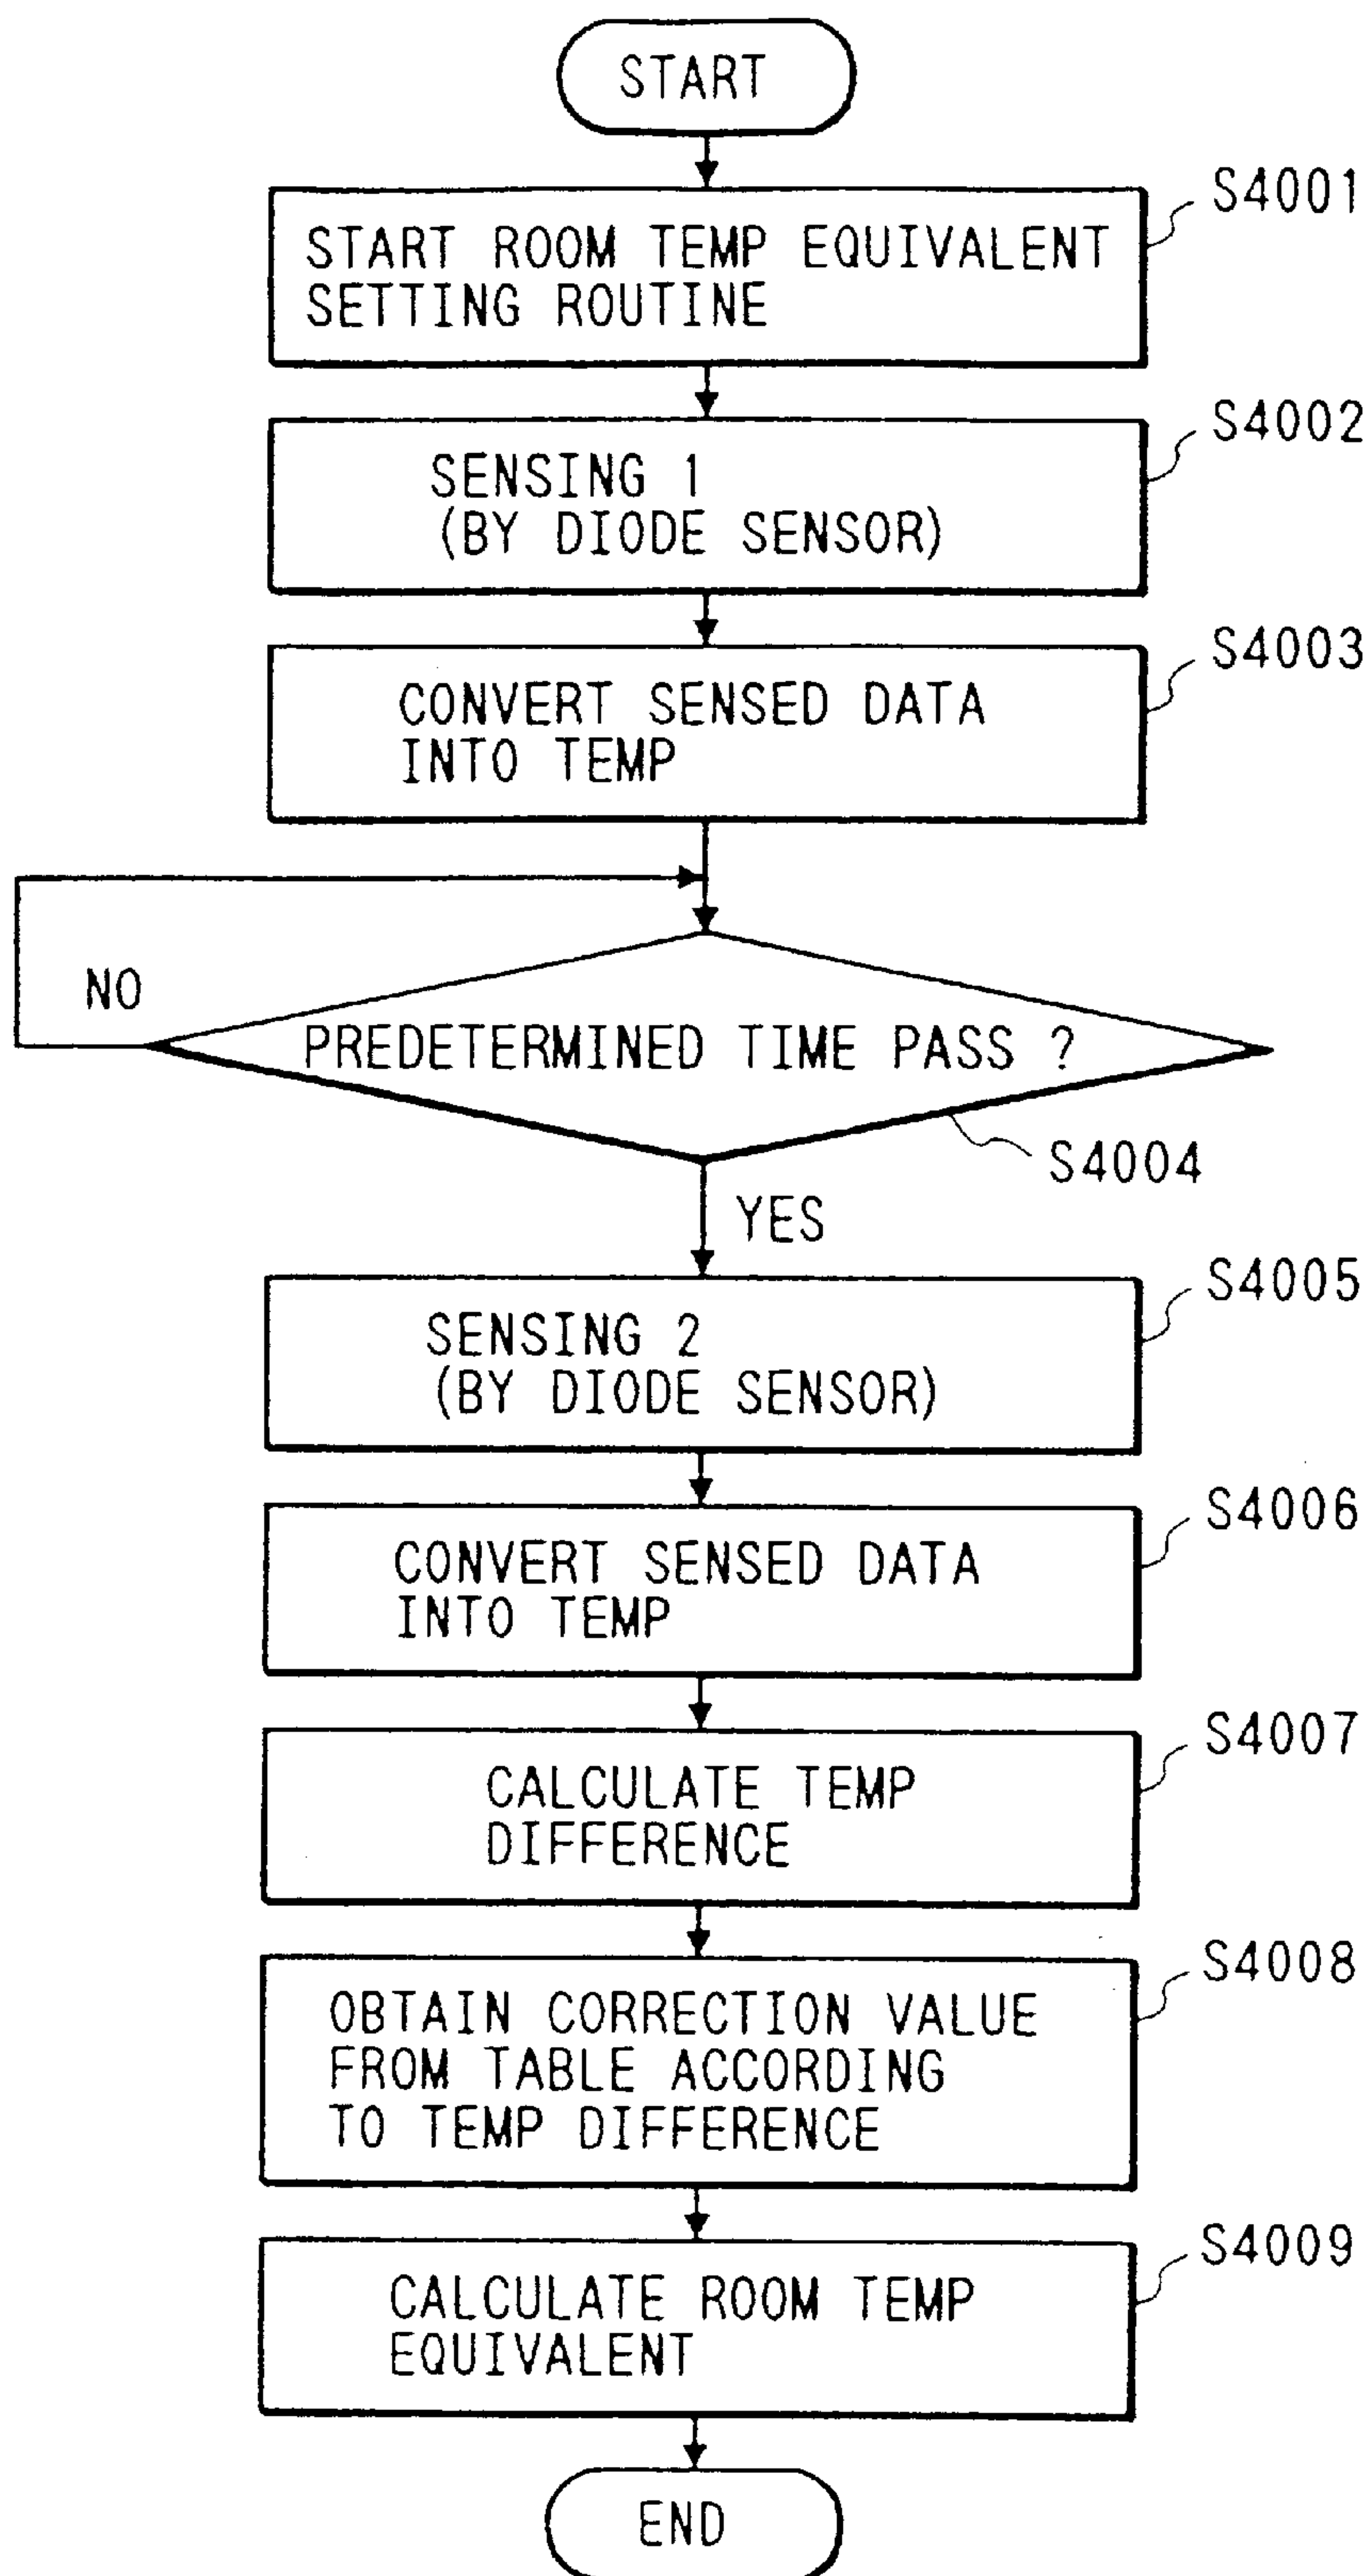 START
S4001
START ROOM TEMP EQUIVALENT
SETTING ROUTINE
S4002
SENSING 1
(BY DIODE SENSOR)
S4003
CONVERT SENSED DATA
INTO TEMP
NO
PREDETERMINED TIME PASS ?
S4004
YES
S4005
SENSING 2
(BY DIODE SENSOR)
S4006
CONVERT SENSED DATA
INTO TEMP
S4007
CALCULATE TEMP
DIFFERENCE
S4008
OBTAIN CORRECTION VALUE
FROM TABLE ACCORDING
TO TEMP DIFFERENCE
S4009
CALCULATE ROOM TEMP
EQUIVALENT
END